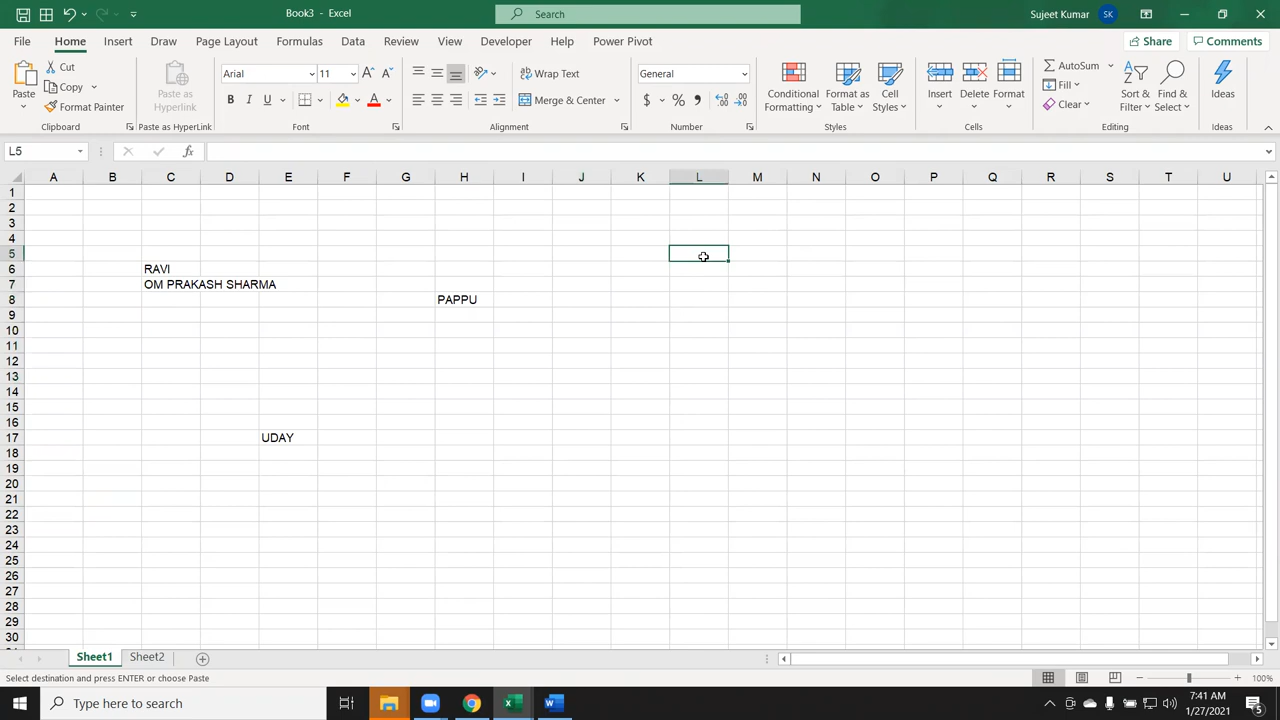 Book3 - Excel
Search
Sujeet Kumar
SK
File Home Insert Draw Page Layout Formulas Data Review View Developer Help Power Pivot
Share
Comments
Paste
Cut
Copy
Format Painter
Clipboard
Paste as
Hyperlink
Paste as HyperLink
Arial
11
B I U
Font
Wrap Text
Merge & Center
Alignment
General
$ % ,
Number
Conditional
Formatting
Format as
Table
Cell
Styles
Styles
Insert
Delete
Format
Cells
AutoSum
Fill
Clear
Sort &
Filter
Find &
Select
Editing
Ideas
Ideas
L5
fx
A B C D E F G H I J K L M N O P Q R S T U
1
2
3
4
5
6 RAVI
7 OM PRAKASH SHARMA
8 PAPPU
9
10
11
12
13
14
15
16
17 UDAY
18
19
20
21
22
23
24
25
26
27
28
29
30
Sheet1
Sheet2
Select destination and press ENTER or choose Paste
100%
Type here to search
7:41 AM
1/27/2021
5